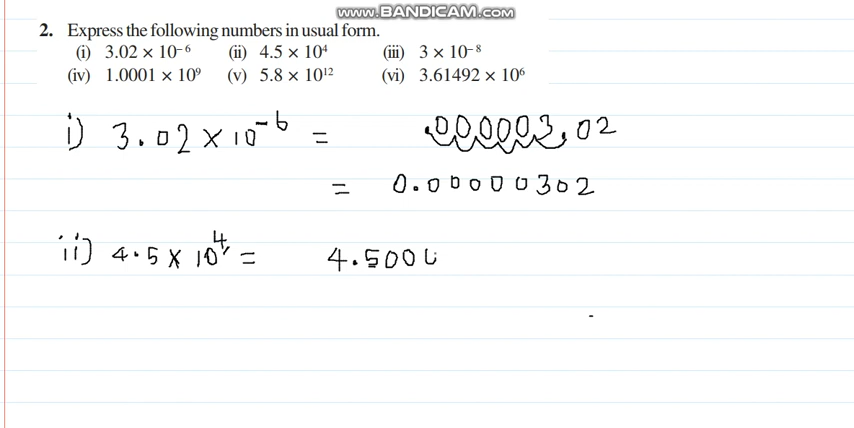 www.BANDICAM.com
2. Express the following numbers in usual form.
(i) 3.02 × 10⁻⁶ (ii) 4.5 × 10⁴ (iii) 3 × 10⁻⁸
(iv) 1.0001 × 10⁹ (v) 5.8 × 10¹² (vi) 3.61492 × 10⁶
i) 3.02 × 10⁻⁶ = .000003.02
= 0.00000302
ii) 4.5 × 10⁴ = 4.5000